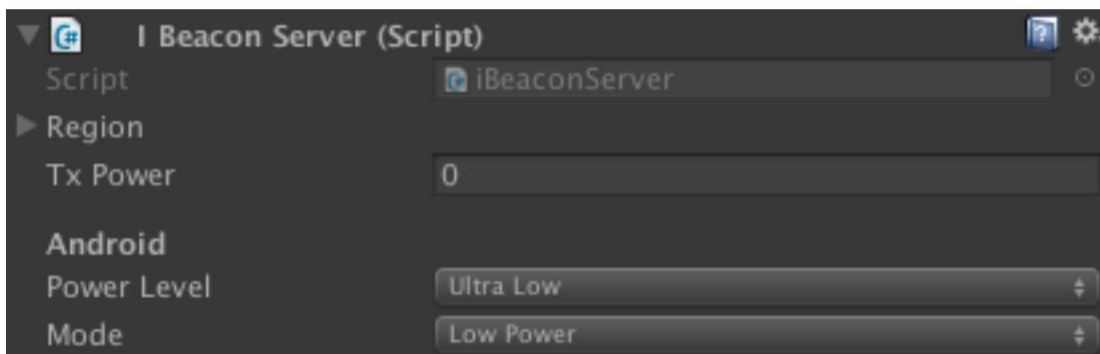 I Beacon Server (Script)
Script iBeaconServer
Region
Tx Power 0
Android
Power Level Ultra Low
Mode Low Power